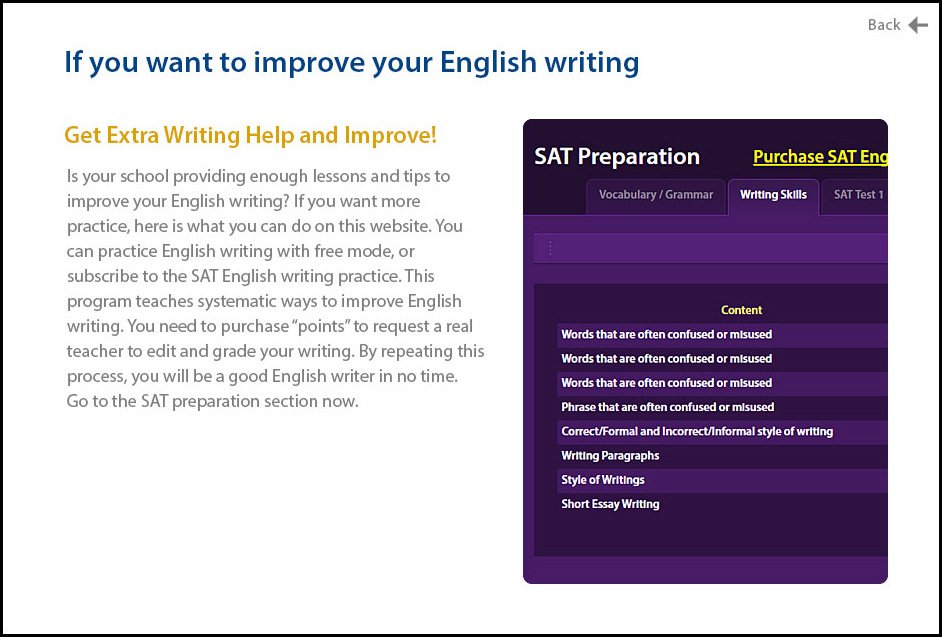 Back
If you want to improve your English writing
Get Extra Writing Help and Improve!
Is your school providing enough lessons and tips to
improve your English writing? If you want more
practice, here is what you can do on this website. You
can practice English writing with free mode, or
subscribe to the SAT English writing practice. This
program teaches systematic ways to improve English
writing. You need to purchase “points” to request a real
teacher to edit and grade your writing. By repeating this
process, you will be a good English writer in no time.
Go to the SAT preparation section now.
SAT Preparation
Purchase SAT Eng
Vocabulary / Grammar
Writing Skills
SAT Test 1
Content
Words that are often confused or misused
Words that are often confused or misused
Words that are often confused or misused
Phrase that are often confused or misused
Correct/Formal and Incorrect/Informal style of writing
Writing Paragraphs
Style of Writings
Short Essay Writing